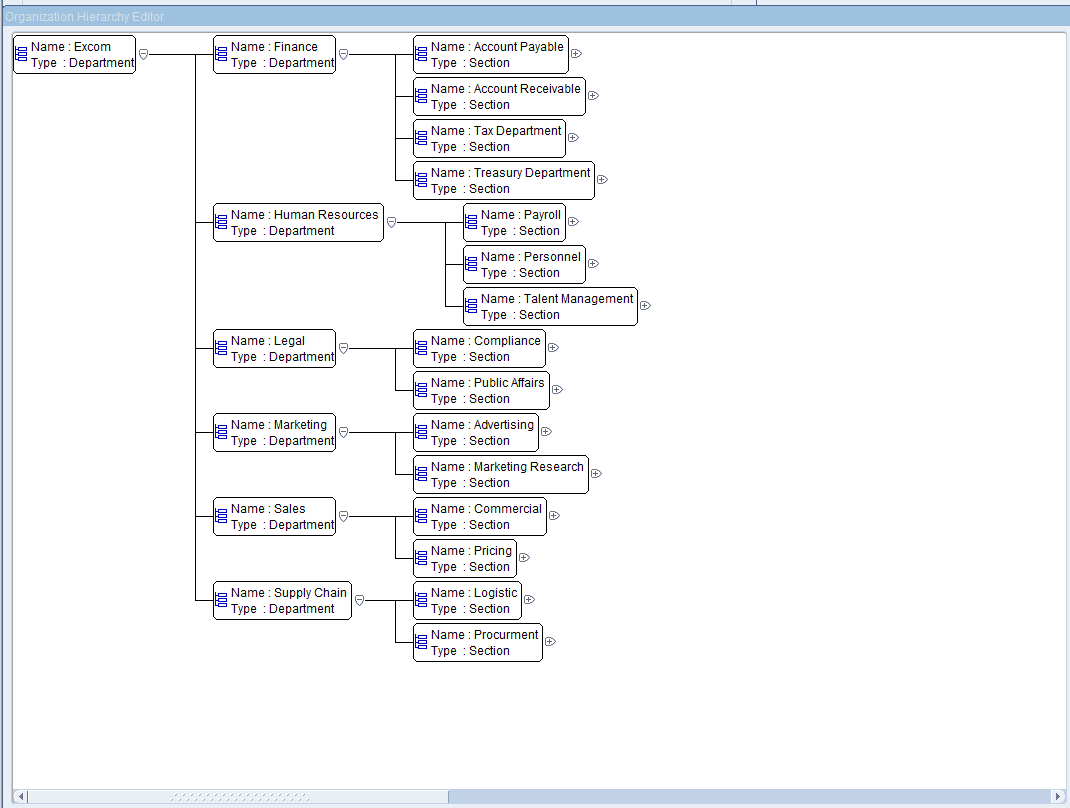 Organization Hierarchy Editor
Name : Excom
Type : Department
Name : Finance
Type : Department
Name : Account Payable
Type : Section
Name : Account Receivable
Type : Section
Name : Tax Department
Type : Section
Name : Treasury Department
Type : Section
Name : Human Resources
Type : Department
Name : Payroll
Type : Section
Name : Personnel
Type : Section
Name : Talent Management
Type : Section
Name : Legal
Type : Department
Name : Compliance
Type : Section
Name : Public Affairs
Type : Section
Name : Marketing
Type : Department
Name : Advertising
Type : Section
Name : Marketing Research
Type : Section
Name : Sales
Type : Department
Name : Commercial
Type : Section
Name : Pricing
Type : Section
Name : Supply Chain
Type : Department
Name : Logistic
Type : Section
Name : Procurment
Type : Section